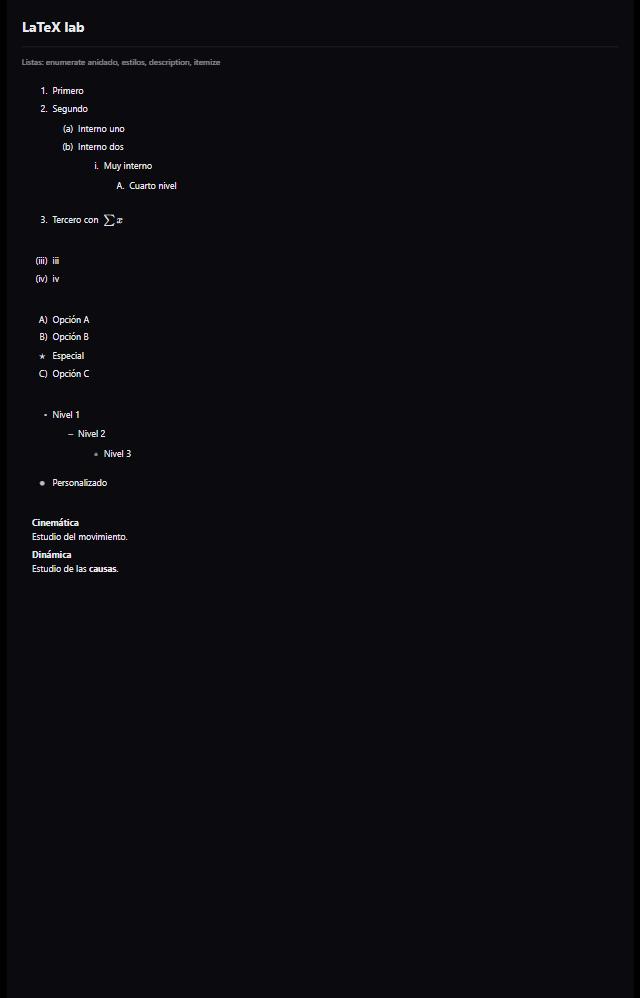 LaTeX lab
Listas: enumerate anidado, estilos, description, itemize
1. Primero
2. Segundo
(a) Interno uno
(b) Interno dos
i. Muy interno
A. Cuarto nivel
3. Tercero con ∑ x
(iii) iii
(iv) iv
A) Opción A
B) Opción B
★ Especial
C) Opción C
• Nivel 1
– Nivel 2
• Nivel 3
● Personalizado
Cinemática
Estudio del movimiento.
Dinámica
Estudio de las causas.